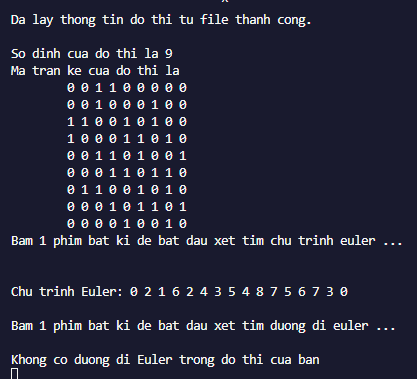 Da lay thong tin do thi tu file thanh cong.
So dinh cua do thi la 9
Ma tran ke cua do thi la
0 0 1 1 0 0 0 0 0
0 0 1 0 0 0 1 0 0
1 1 0 0 1 0 1 0 0
1 0 0 0 1 1 0 1 0
0 0 1 1 0 1 0 0 1
0 0 0 1 1 0 1 1 0
0 1 1 0 0 1 0 1 0
0 0 0 1 0 1 1 0 1
0 0 0 0 1 0 0 1 0
Bam 1 phim bat ki de bat dau xet tim chu trinh euler ...
Chu trinh Euler: 0 2 1 6 2 4 3 5 4 8 7 5 6 7 3 0
Bam 1 phim bat ki de bat dau xet tim duong di euler ...
Khong co duong di Euler trong do thi cua ban